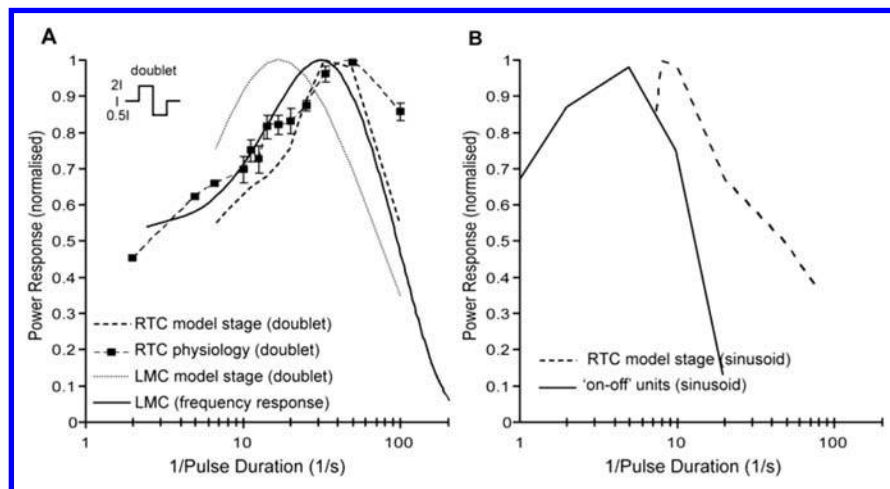 A
doublet
2I
I
0.5I
Power Response (normalised)
1
0.9
0.8
0.7
0.6
0.5
0.4
0.3
0.2
0.1
0
RTC model stage (doublet)
RTC physiology (doublet)
LMC model stage (doublet)
LMC (frequency response)
1 10 100
1/Pulse Duration (1/s)
B
Power Response (normalised)
1
0.9
0.8
0.7
0.6
0.5
0.4
0.3
0.2
0.1
0
RTC model stage (sinusoid)
'on-off' units (sinusoid)
1 10 100
1/Pulse Duration (1/s)